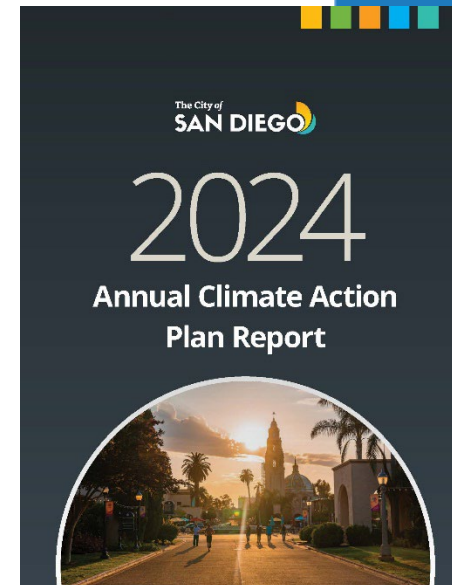 The City of
SAN DIEGO
2024
Annual Climate Action
Plan Report